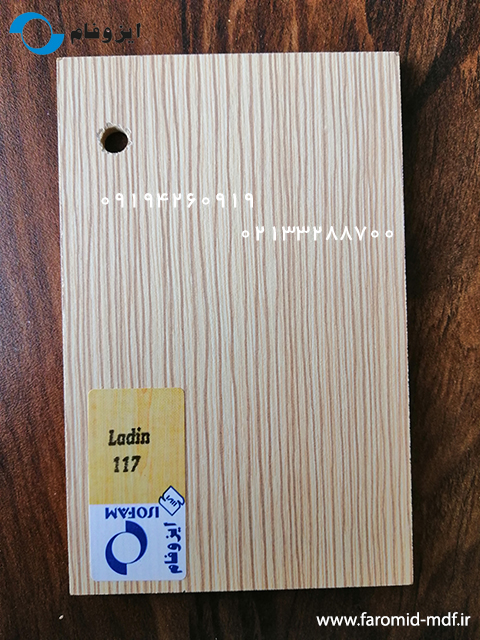 ایزوفام
۰۹۱۹۴۲۶۰۹۱۹
۰۲۱۳۳۲۸۸۷۰۰
Ladin
117
ISOFAM
ایزوفام
www.faromid-mdf.ir